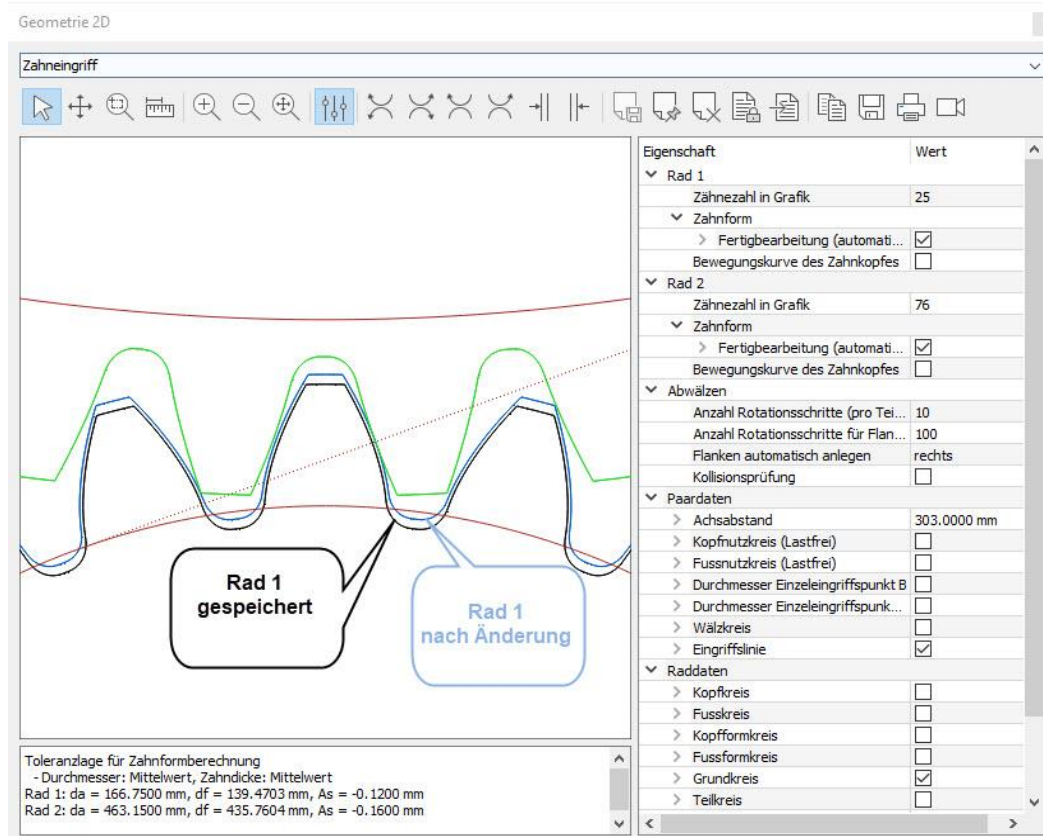 Geometrie 2D
Zahneingriff
Eigenschaft Wert
Rad 1
Zähnezahl in Grafik 25
Zahnform
Fertigbearbeitung (automati...
Bewegungskurve des Zahnkopfes
Rad 2
Zähnezahl in Grafik 76
Zahnform
Fertigbearbeitung (automati...
Bewegungskurve des Zahnkopfes
Abwälzen
Anzahl Rotationsschritte (pro Tei... 10
Anzahl Rotationsschritte für Flan... 100
Flanken automatisch anlegen rechts
Kollisionsprüfung
Paardaten
Achsabstand 303.0000 mm
Kopfnutzkreis (Lastfrei)
Fussnutzkreis (Lastfrei)
Durchmesser Einzeleingriffspunkt B
Durchmesser Einzeleingriffspunk...
Wälzkreis
Eingriffslinie
Raddaten
Kopfkreis
Fusskreis
Kopfformkreis
Fussformkreis
Grundkreis
Teilkreis
Rad 1
gespeichert
Rad 1
nach Änderung
Toleranzlage für Zahnformberechnung
- Durchmesser: Mittelwert, Zahndicke: Mittelwert
Rad 1: da = 166.7500 mm, df = 139.4703 mm, As = -0.1200 mm
Rad 2: da = 463.1500 mm, df = 435.7604 mm, As = -0.1600 mm